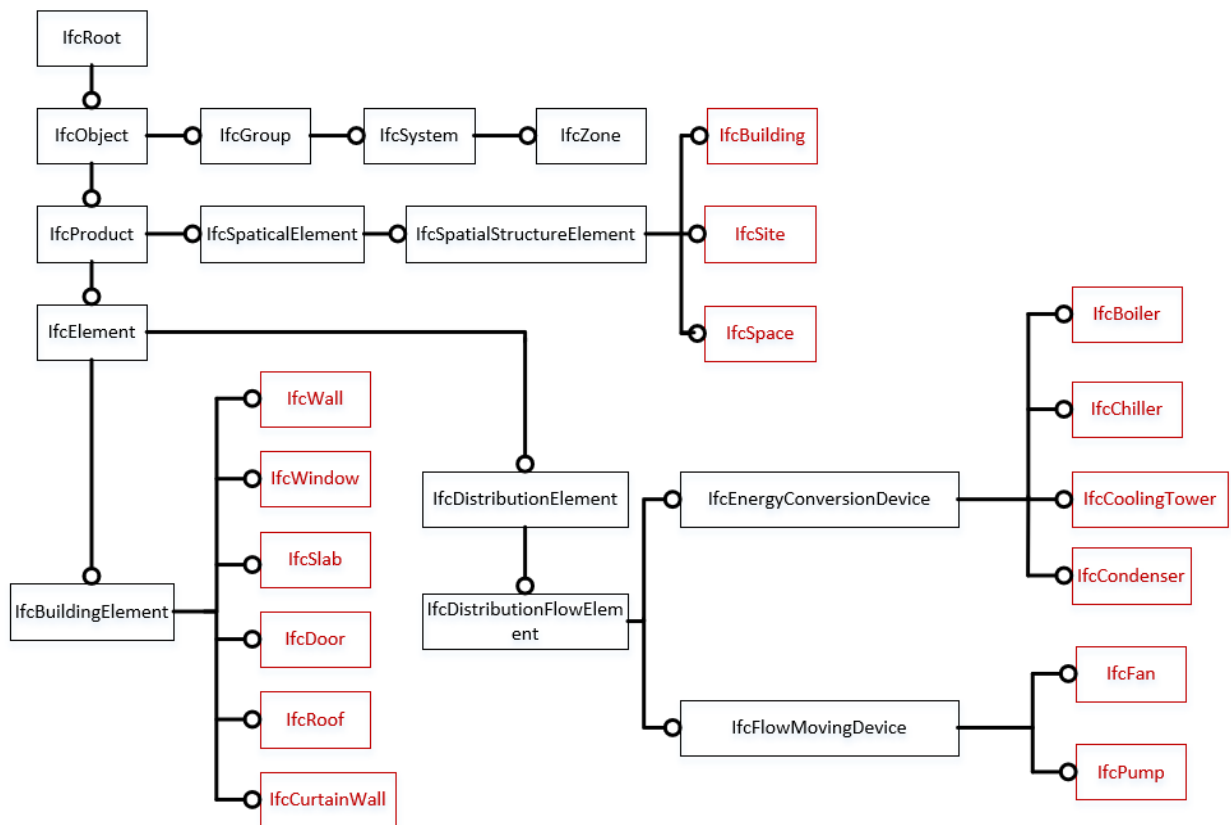 IfcRoot
IfcObject
IfcGroup
IfcSystem
IfcZone
IfcBuilding
IfcProduct
IfcSpaticalElement
IfcSpatialStructureElement
IfcSite
IfcElement
IfcSpace
IfcBoiler
IfcWall
IfcChiller
IfcWindow
IfcDistributionElement
IfcEnergyConversionDevice
IfcCoolingTower
IfcSlab
IfcCondenser
IfcBuildingElement
IfcDistributionFlowElem
ent
IfcDoor
IfcFan
IfcRoof
IfcFlowMovingDevice
IfcPump
IfcCurtainWall